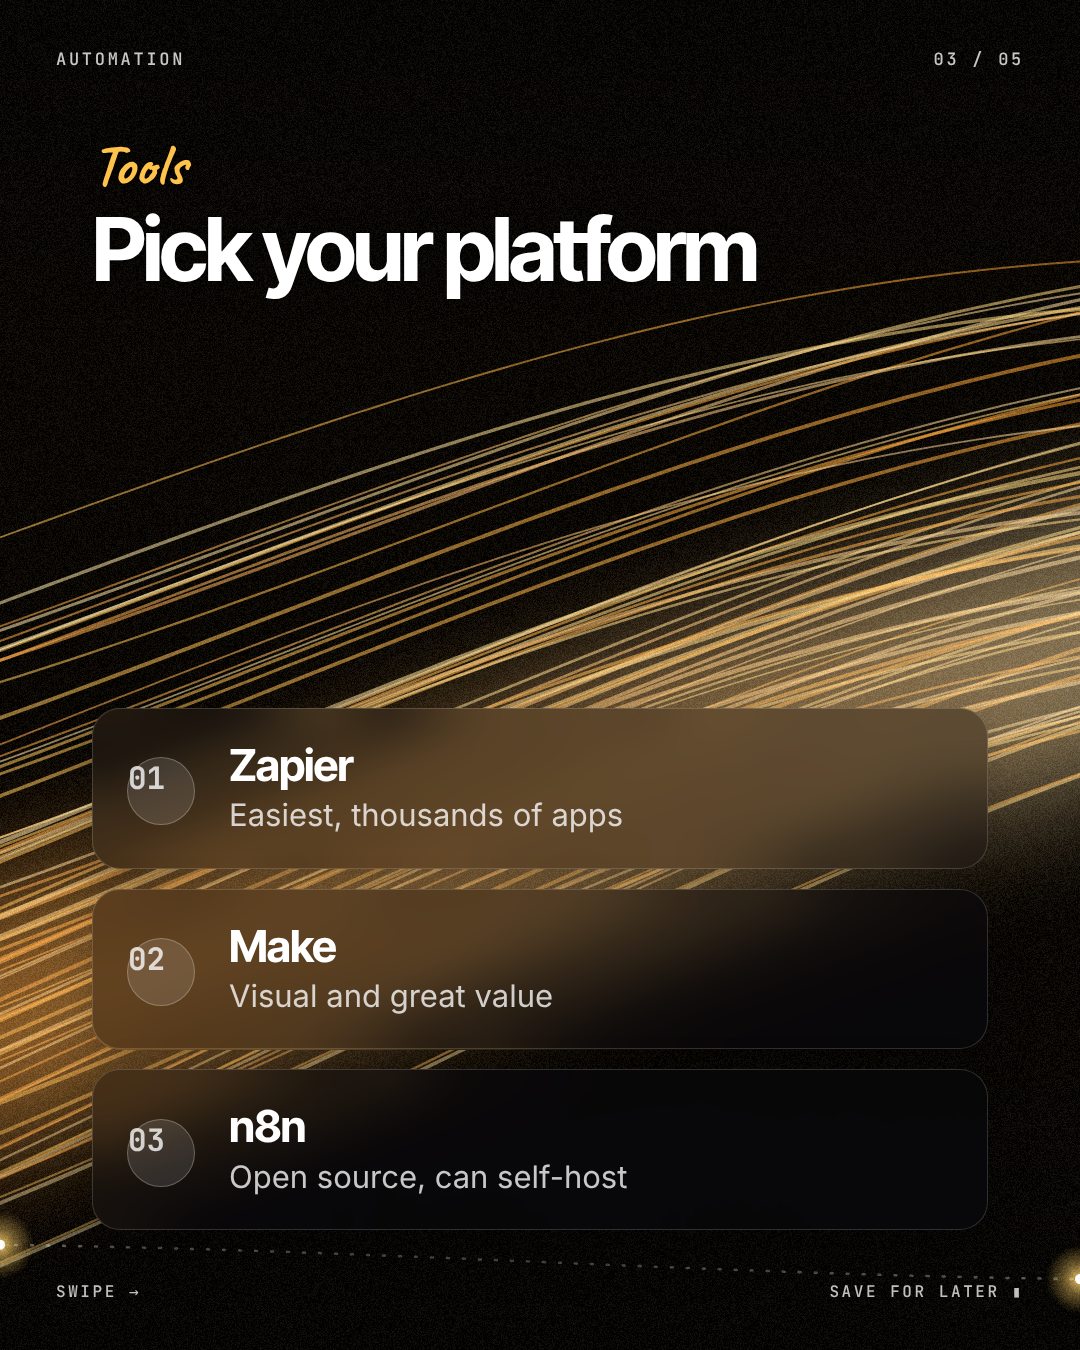 AUTOMATION
03 / 05
Tools
Pick your platform
01
Zapier
Easiest, thousands of apps
02
Make
Visual and great value
03
n8n
Open source, can self-host
SWIPE →
SAVE FOR LATER ▮